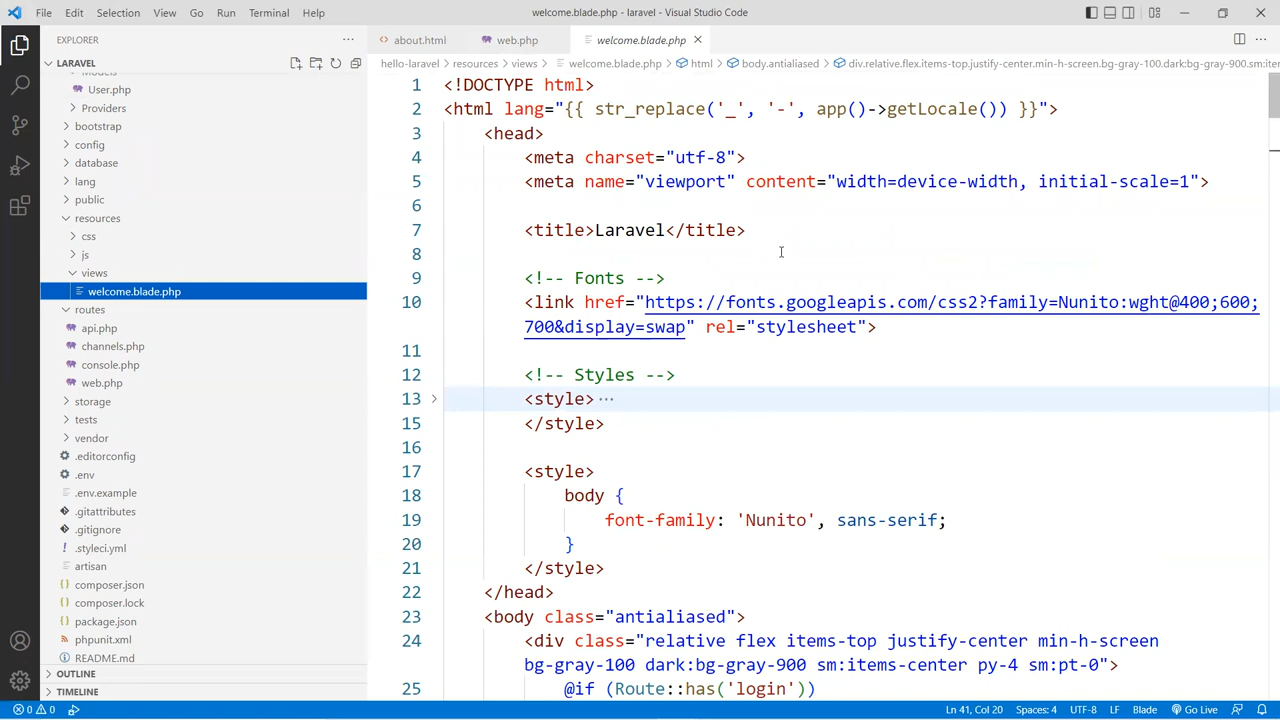 File Edit Selection View Go Run Terminal Help
welcome.blade.php - laravel - Visual Studio Code
EXPLORER
LARAVEL
User.php
Providers
bootstrap
config
database
lang
public
resources
css
js
views
welcome.blade.php
routes
api.php
channels.php
console.php
web.php
storage
tests
vendor
.editorconfig
.env
.env.example
.gitattributes
.gitignore
.styleci.yml
artisan
composer.json
composer.lock
package.json
phpunit.xml
README.md
OUTLINE
TIMELINE
about.html web.php welcome.blade.php
hello-laravel > resources > views > welcome.blade.php > html > body.antialiased > div.relative.flex.items-top.justify-center.min-h-screen.bg-gray-100.dark:bg-gray-900.sm:iten
1 <!DOCTYPE html>
2 <html lang="{{ str_replace('_', '-', app()->getLocale()) }}">
3 <head>
4 <meta charset="utf-8">
5 <meta name="viewport" content="width=device-width, initial-scale=1">
6
7 <title>Laravel</title>
8
9 <!-- Fonts -->
10 <link href="https://fonts.googleapis.com/css2?family=Nunito:wght@400;600;
700&display=swap" rel="stylesheet">
11
12 <!-- Styles -->
13 <style>···
15 </style>
16
17 <style>
18 body {
19 font-family: 'Nunito', sans-serif;
20 }
21 </style>
22 </head>
23 <body class="antialiased">
24 <div class="relative flex items-top justify-center min-h-screen
bg-gray-100 dark:bg-gray-900 sm:items-center py-4 sm:pt-0">
25 @if (Route::has('login'))
0 0 Ln 41, Col 20 Spaces: 4 UTF-8 LF Blade Go Live